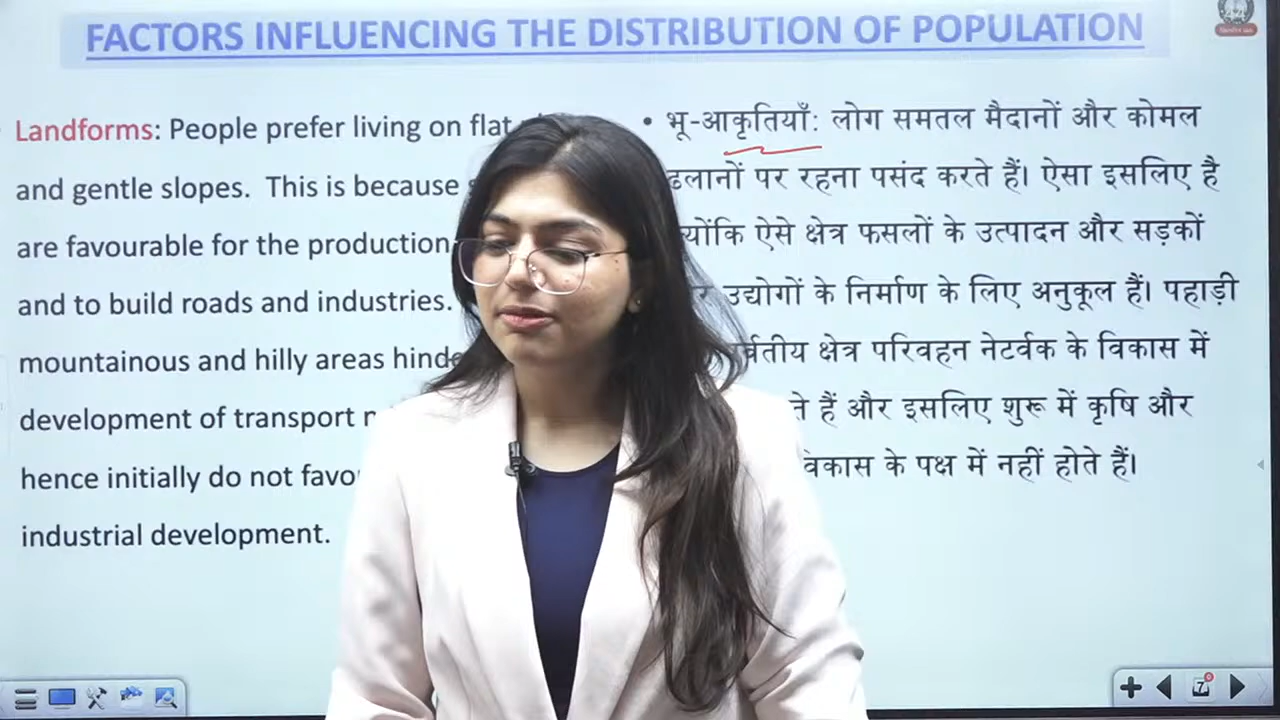 FACTORS INFLUENCING THE DISTRIBUTION OF POPULATION
Landforms: People prefer living on flat
and gentle slopes. This is because
are favourable for the production
and to build roads and industries.
mountainous and hilly areas
development of transport
hence initially do not
industrial development.
• भू-आकृतियाँ: लोग समतल मैदानों और कोमल
ढलानों पर रहना पसंद करते हैं। ऐसा इसलिए है
ऐसे क्षेत्र फसलों के उत्पादन और सड़कों
उद्योगों के निर्माण के लिए अनुकूल हैं। पहाड़ी
क्षेत्र परिवहन नेटवर्क के विकास में
हैं और इसलिए शुरू में कृषि और
के पक्ष में नहीं होते हैं।
7